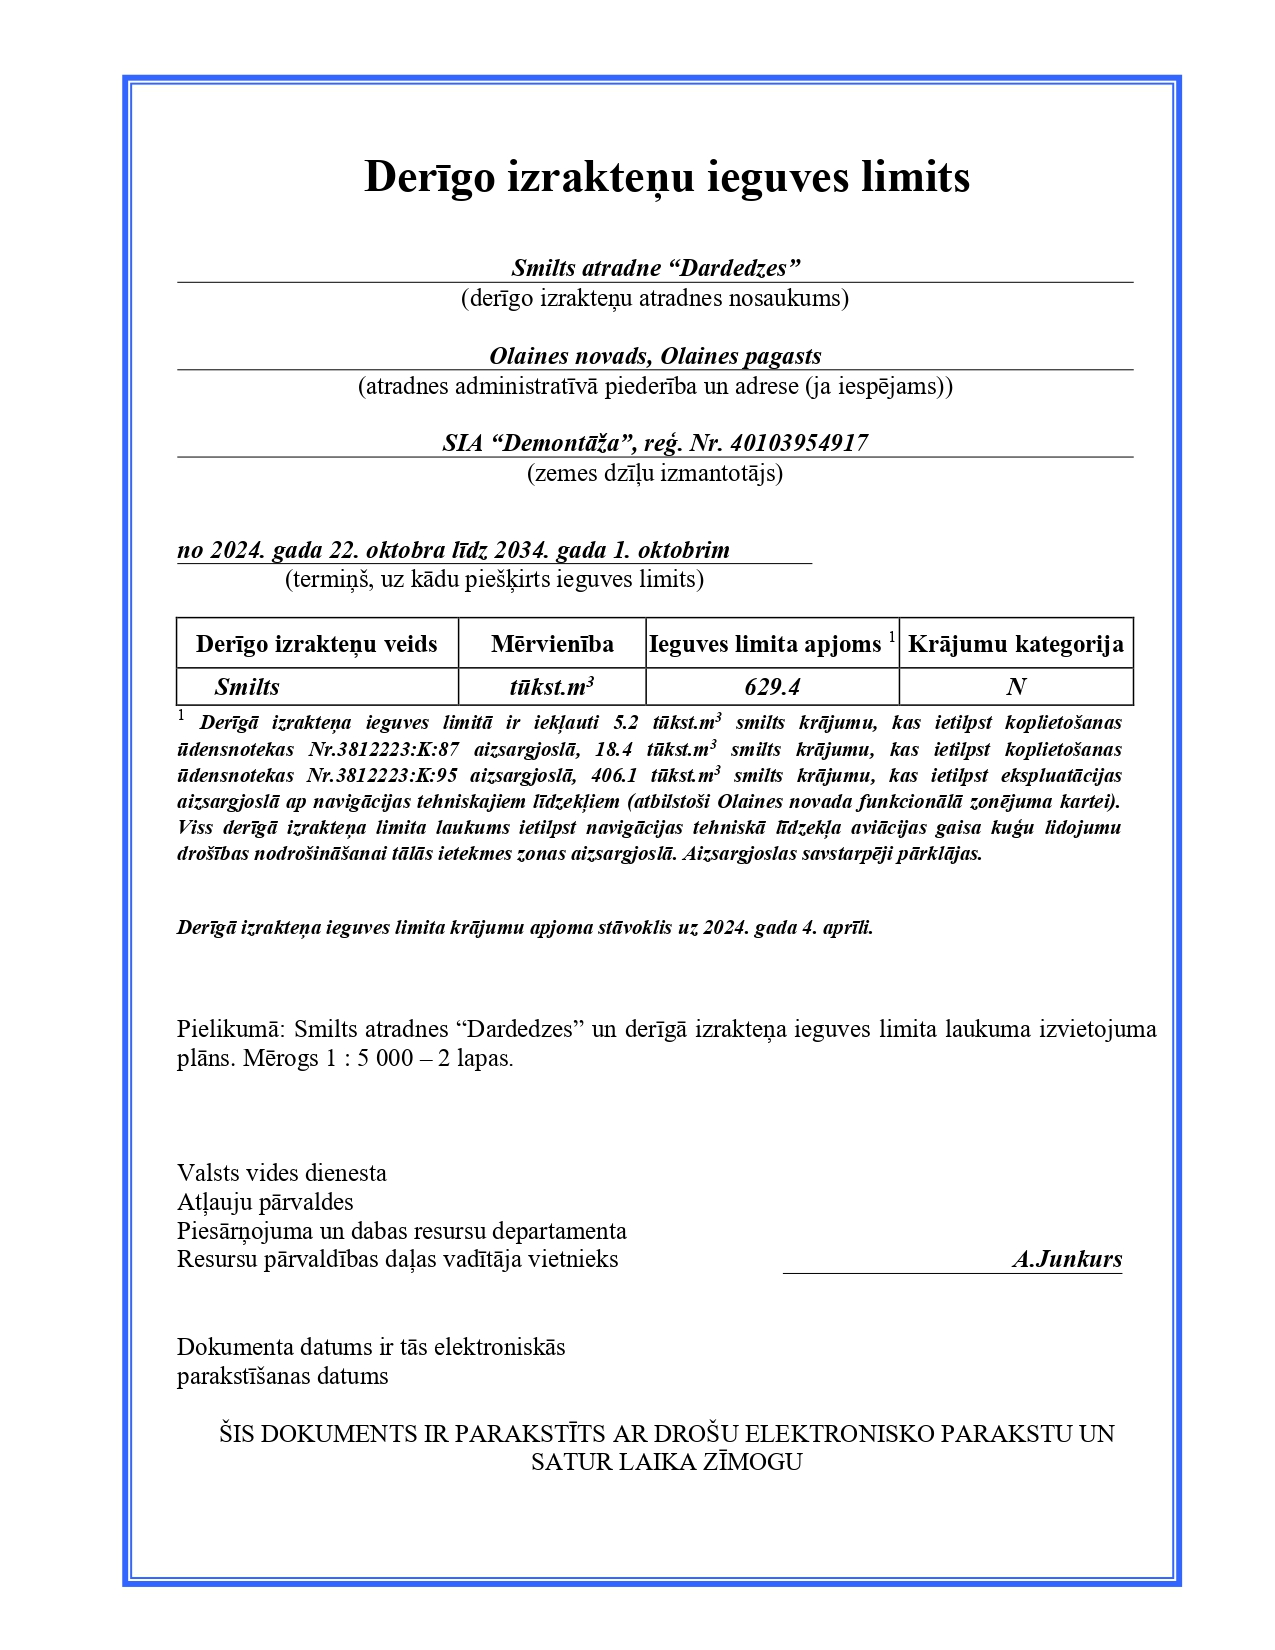 Derīgo izrakteņu ieguves limits
Smilts atradne “Dardedzes”
(derīgo izrakteņu atradnes nosaukums)
Olaines novads, Olaines pagasts
(atradnes administratīvā piederība un adrese (ja iespējams))
SIA “Demontāža”, reģ. Nr. 40103954917
(zemes dzīļu izmantotājs)
no 2024. gada 22. oktobra līdz 2034. gada 1. oktobrim
(termiņš, uz kādu piešķirts ieguves limits)
Derīgo izrakteņu veids Mērvienība Ieguves limita apjoms ¹ Krājumu kategorija
Smilts tūkst.m³ 629.4 N
¹ Derīgā izrakteņa ieguves limitā ir iekļauti 5.2 tūkst.m³ smilts krājumu, kas ietilpst koplietošanas
ūdensnotekas Nr.3812223:K:87 aizsargjoslā, 18.4 tūkst.m³ smilts krājumu, kas ietilpst koplietošanas
ūdensnotekas Nr.3812223:K:95 aizsargjoslā, 406.1 tūkst.m³ smilts krājumu, kas ietilpst ekspluatācijas
aizsargjoslā ap navigācijas tehniskajiem līdzekļiem (atbilstoši Olaines novada funkcionālā zonējuma kartei).
Viss derīgā izrakteņa limita laukums ietilpst navigācijas tehniskā līdzekļa aviācijas gaisa kuģu lidojumu
drošības nodrošināšanai tālās ietekmes zonas aizsargjoslā. Aizsargjoslas savstarpēji pārklājas.
Derīgā izrakteņa ieguves limita krājumu apjoma stāvoklis uz 2024. gada 4. aprīli.
Pielikumā: Smilts atradnes “Dardedzes” un derīgā izrakteņa ieguves limita laukuma izvietojuma
plāns. Mērogs 1 : 5 000 – 2 lapas.
Valsts vides dienesta
Atļauju pārvaldes
Piesārņojuma un dabas resursu departamenta
Resursu pārvaldības daļas vadītāja vietnieks A.Junkurs
Dokumenta datums ir tās elektroniskās
parakstīšanas datums
ŠIS DOKUMENTS IR PARAKSTĪTS AR DROŠU ELEKTRONISKO PARAKSTU UN
SATUR LAIKA ZĪMOGU